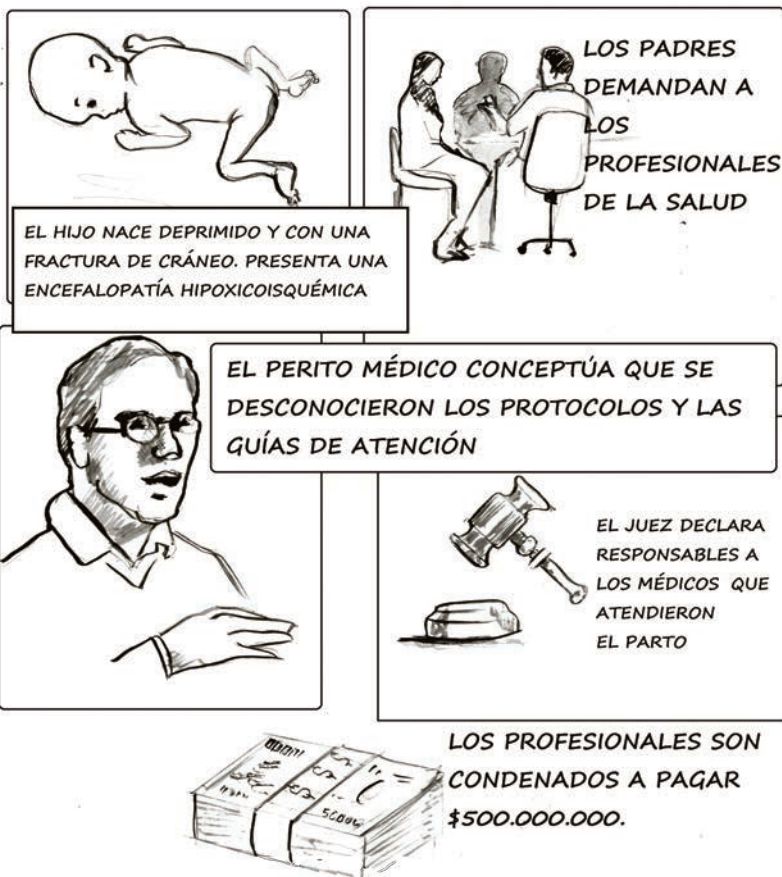 EL HIJO NACE DEPRIMIDO Y CON UNA
FRACTURA DE CRÁNEO. PRESENTA UNA
ENCEFALOPATÍA HIPOXICOISQUÉMICA
LOS PADRES
DEMANDAN A
LOS
PROFESIONALES
DE LA SALUD
EL PERITO MÉDICO CONCEPTÚA QUE SE
DESCONOCIERON LOS PROTOCOLOS Y LAS
GUÍAS DE ATENCIÓN
EL JUEZ DECLARA
RESPONSABLES A
LOS MÉDICOS QUE
ATENDIERON
EL PARTO
LOS PROFESIONALES SON
CONDENADOS A PAGAR
$500.000.000.